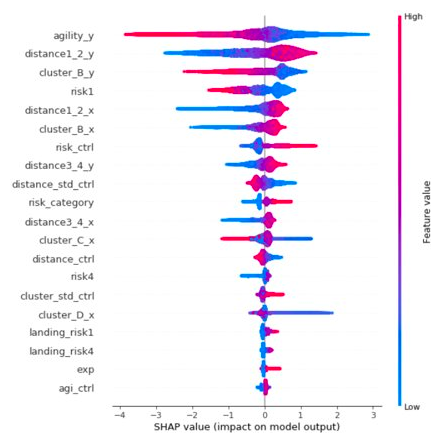 High
agility_y
distance1_2_y
cluster_B_y
risk1
distance1_2_x
cluster_B_x
risk_ctrl
distance3_4_y
distance_std_ctrl
risk_category
distance3_4_x
cluster_C_x
distance_ctrl
risk4
cluster_std_ctrl
cluster_D_x
landing_risk1
landing_risk4
exp
agi_ctrl
Feature value
Low
−4 −3 −2 −1 0 1 2 3
SHAP value (impact on model output)